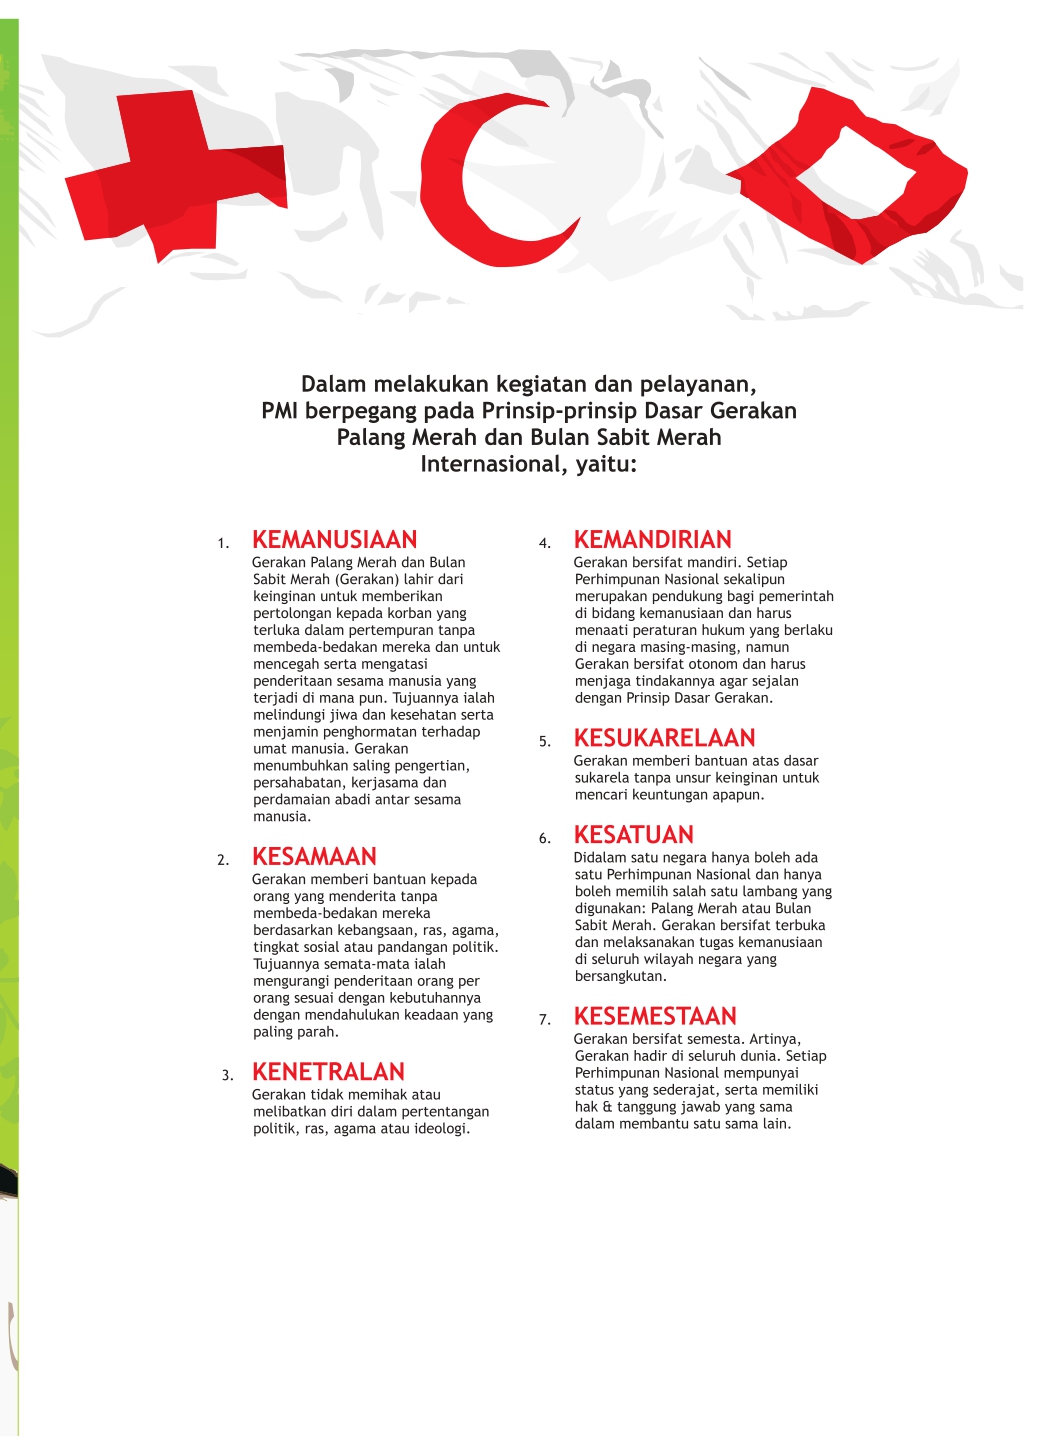 Dalam melakukan kegiatan dan pelayanan,
PMI berpegang pada Prinsip-prinsip Dasar Gerakan
Palang Merah dan Bulan Sabit Merah
Internasional, yaitu:
1. KEMANUSIAAN
Gerakan Palang Merah dan Bulan
Sabit Merah (Gerakan) lahir dari
keinginan untuk memberikan
pertolongan kepada korban yang
terluka dalam pertempuran tanpa
membeda-bedakan mereka dan untuk
mencegah serta mengatasi
penderitaan sesama manusia yang
terjadi di mana pun. Tujuannya ialah
melindungi jiwa dan kesehatan serta
menjamin penghormatan terhadap
umat manusia. Gerakan
menumbuhkan saling pengertian,
persahabatan, kerjasama dan
perdamaian abadi antar sesama
manusia.
2. KESAMAAN
Gerakan memberi bantuan kepada
orang yang menderita tanpa
membeda-bedakan mereka
berdasarkan kebangsaan, ras, agama,
tingkat sosial atau pandangan politik.
Tujuannya semata-mata ialah
mengurangi penderitaan orang per
orang sesuai dengan kebutuhannya
dengan mendahulukan keadaan yang
paling parah.
3. KENETRALAN
Gerakan tidak memihak atau
melibatkan diri dalam pertentangan
politik, ras, agama atau ideologi.
4. KEMANDIRIAN
Gerakan bersifat mandiri. Setiap
Perhimpunan Nasional sekalipun
merupakan pendukung bagi pemerintah
di bidang kemanusiaan dan harus
menaati peraturan hukum yang berlaku
di negara masing-masing, namun
Gerakan bersifat otonom dan harus
menjaga tindakannya agar sejalan
dengan Prinsip Dasar Gerakan.
5. KESUKARELAAN
Gerakan memberi bantuan atas dasar
sukarela tanpa unsur keinginan untuk
mencari keuntungan apapun.
6. KESATUAN
Didalam satu negara hanya boleh ada
satu Perhimpunan Nasional dan hanya
boleh memilih salah satu lambang yang
digunakan: Palang Merah atau Bulan
Sabit Merah. Gerakan bersifat terbuka
dan melaksanakan tugas kemanusiaan
di seluruh wilayah negara yang
bersangkutan.
7. KESEMESTAAN
Gerakan bersifat semesta. Artinya,
Gerakan hadir di seluruh dunia. Setiap
Perhimpunan Nasional mempunyai
status yang sederajat, serta memiliki
hak & tanggung jawab yang sama
dalam membantu satu sama lain.